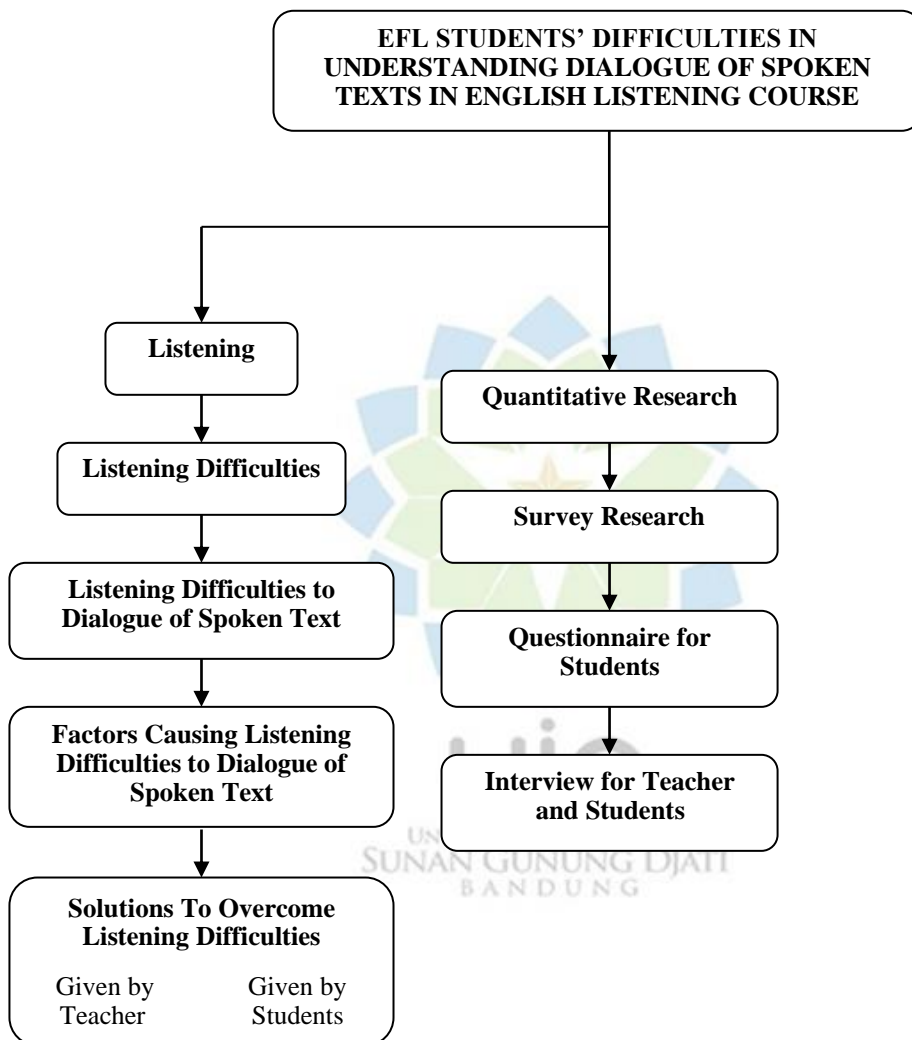 EFL STUDENTS’ DIFFICULTIES IN
UNDERSTANDING DIALOGUE OF SPOKEN
TEXTS IN ENGLISH LISTENING COURSE
Listening
Listening Difficulties
Listening Difficulties to
Dialogue of Spoken Text
Factors Causing Listening
Difficulties to Dialogue of
Spoken Text
Solutions To Overcome
Listening Difficulties
Given by
Teacher
Given by
Students
Quantitative Research
Survey Research
Questionnaire for
Students
Interview for Teacher
and Students
SUNAN GUNUNG DJATI
BANDUNG